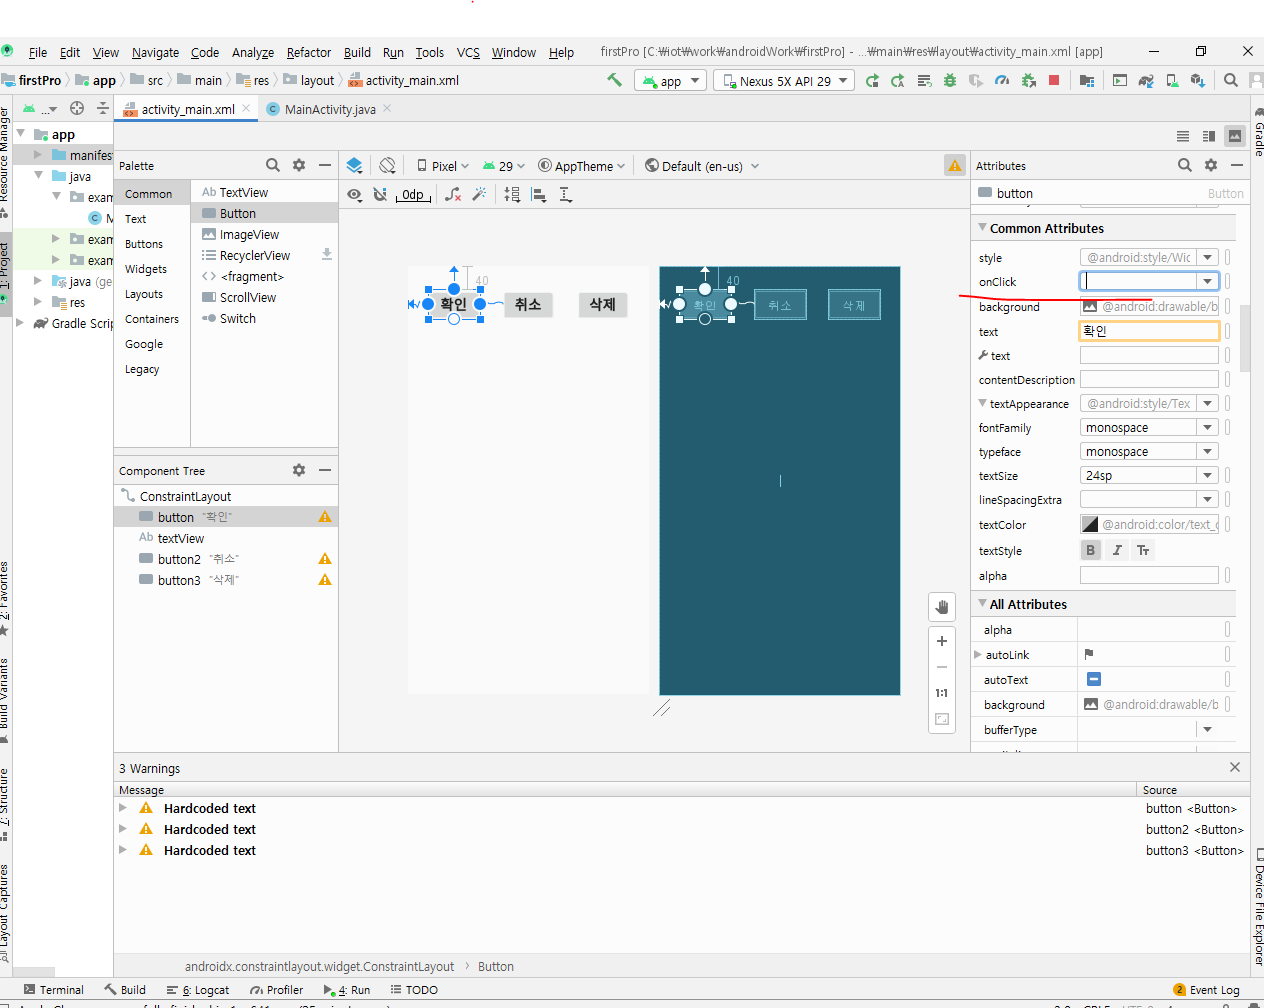 File Edit View Navigate Code Analyze Refactor Build Run Tools VCS Window Help firstPro [C:₩iot₩work₩androidWork₩firstPro] - ...₩main₩res₩layout₩activity_main.xml [app]
firstPro app src main res layout activity_main.xml app Nexus 5X API 29
Resource Manager
1: Project
2: Favorites
Build Variants
7: Structure
Layout Captures
... activity_main.xml MainActivity.java
app
manifest
java
exam
M
exam
exam
java (ge
res
Gradle Scrip
Palette
Common
Text
Buttons
Widgets
Layouts
Containers
Google
Legacy
Ab TextView
Button
ImageView
RecyclerView
<fragment>
ScrollView
Switch
Component Tree
ConstraintLayout
button "확인"
Ab textView
button2 "취소"
button3 "삭제"
Pixel 29 AppTheme Default (en-us)
0dp
40
확인 취소 삭제
40
확인 취소 삭제
1:1
Attributes
button Button
Common Attributes
style @android:style/Wic
onClick
background @android:drawable/b
text 확인
text
contentDescription
textAppearance @android:style/Tex
fontFamily monospace
typeface monospace
textSize 24sp
lineSpacingExtra
textColor @android:color/text_c
textStyle B I Tт
alpha
All Attributes
alpha
autoLink
autoText
background @android:drawable/b
bufferType
Gradle
Device File Explorer
3 Warnings
Message Source
Hardcoded text button <Button>
Hardcoded text button2 <Button>
Hardcoded text button3 <Button>
androidx.constraintlayout.widget.ConstraintLayout Button
Terminal Build 6: Logcat Profiler 4: Run TODO 2 Event Log